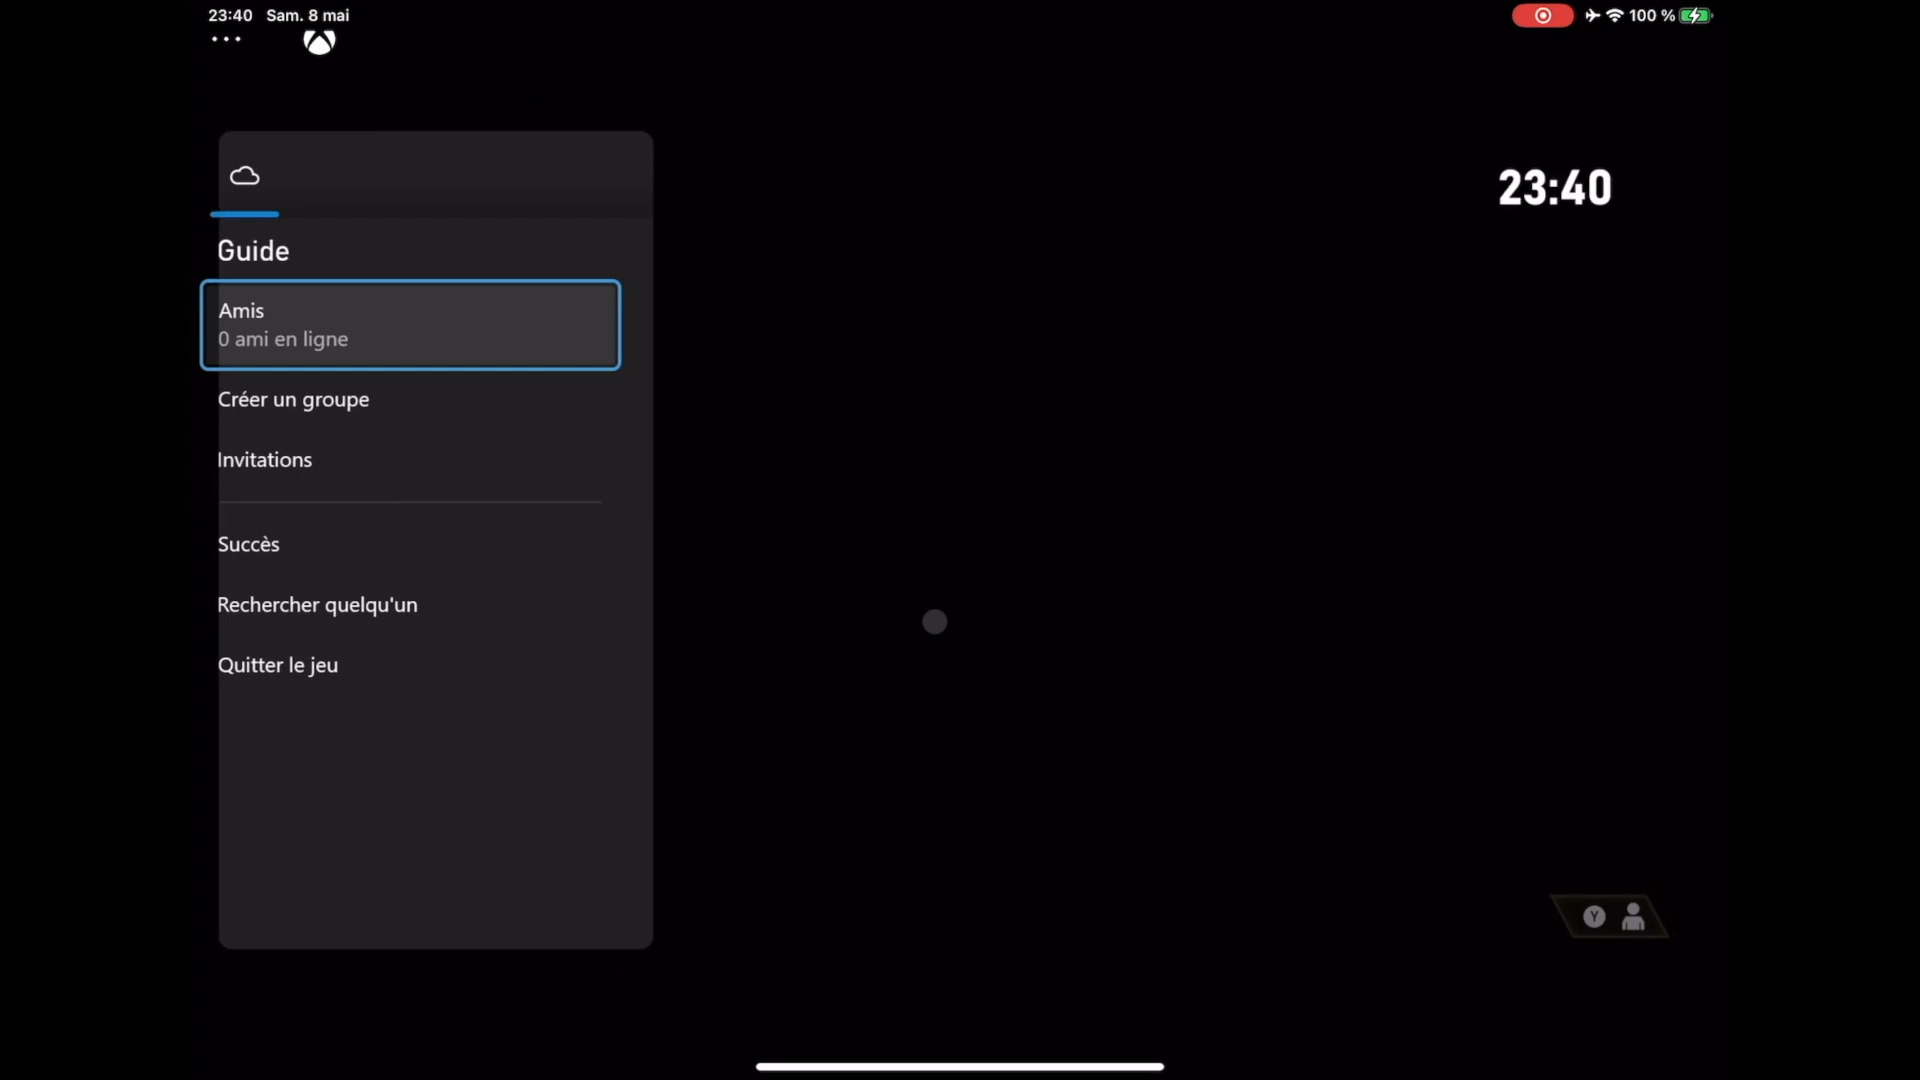 23:40 Sam. 8 mai
100 %
23:40
Guide
Amis
0 ami en ligne
Créer un groupe
Invitations
Succès
Rechercher quelqu'un
Quitter le jeu
Y